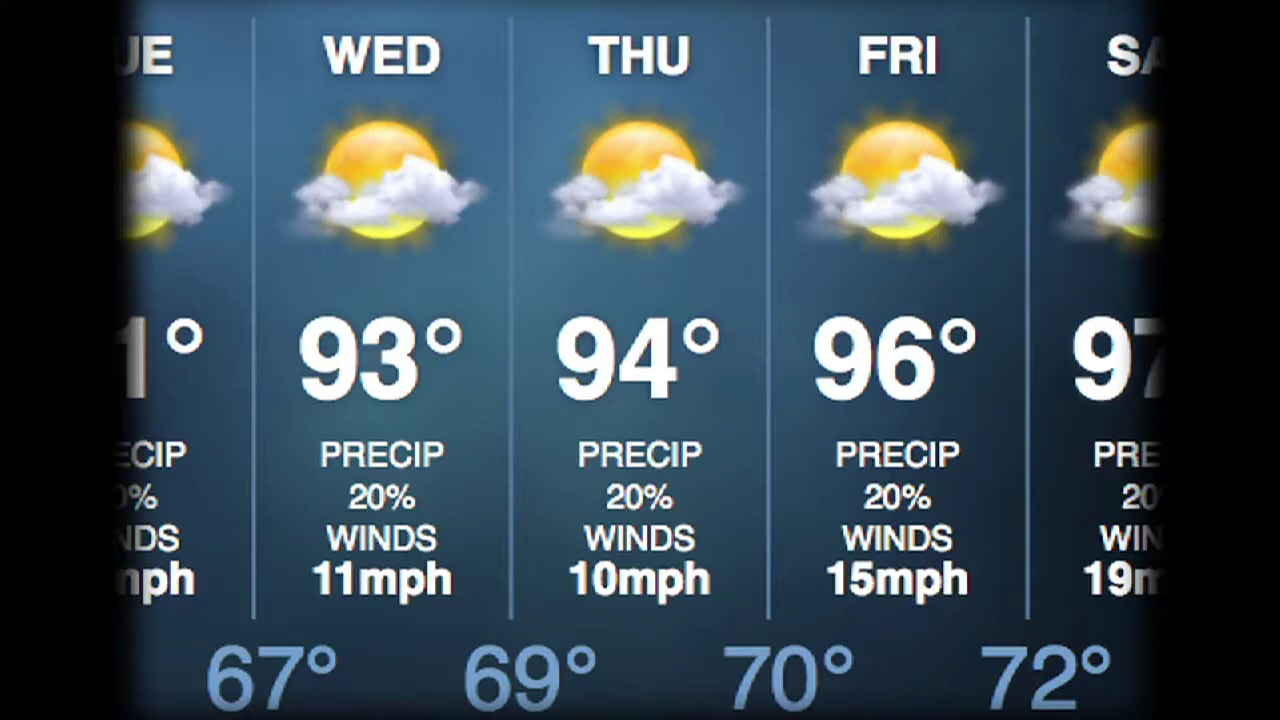 WED THU FRI
93° 94° 96°
PRECIP PRECIP PRECIP
20% 20% 20%
WINDS WINDS WINDS
11mph 10mph 15mph
67° 69° 70° 72°